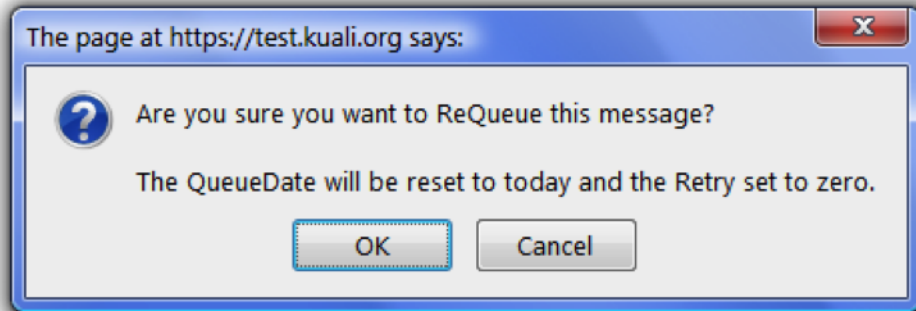 The page at https://test.kuali.org says:
Are you sure you want to ReQueue this message?
The QueueDate will be reset to today and the Retry set to zero.
OK
Cancel